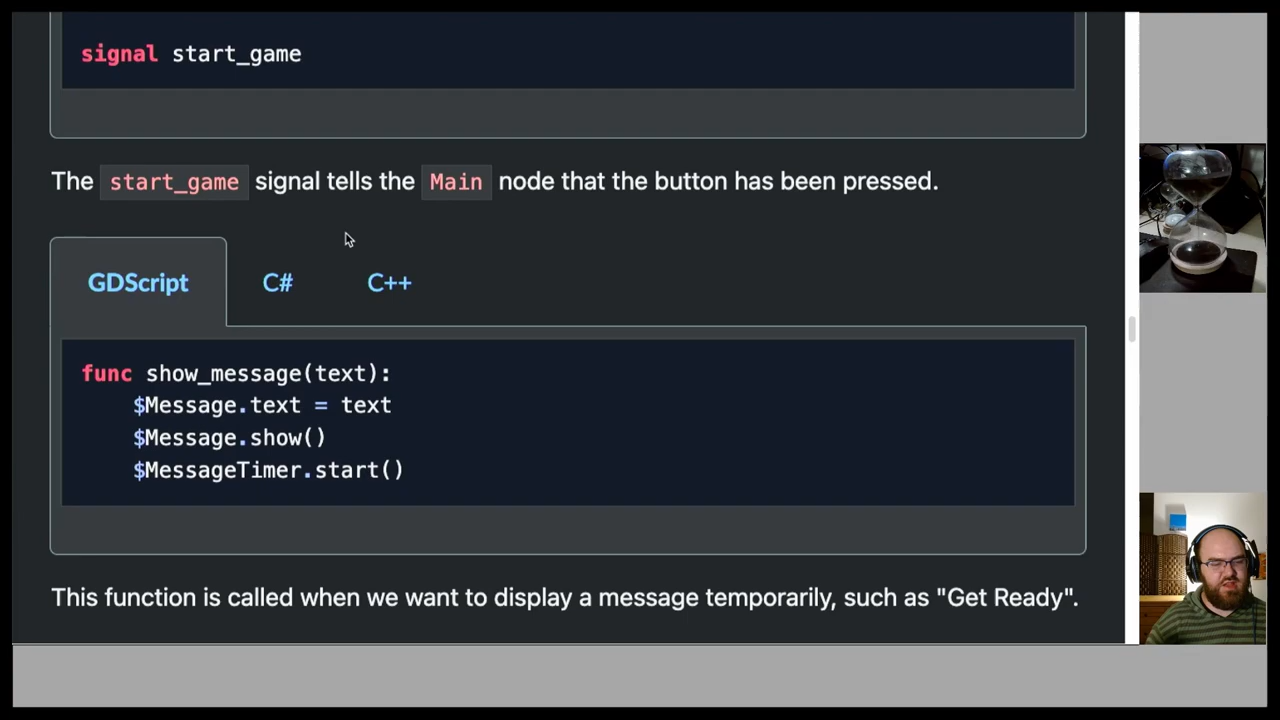 signal start_game
The start_game signal tells the Main node that the button has been pressed.
GDScript C# C++
func show_message(text):
$Message.text = text
$Message.show()
$MessageTimer.start()
This function is called when we want to display a message temporarily, such as "Get Ready".